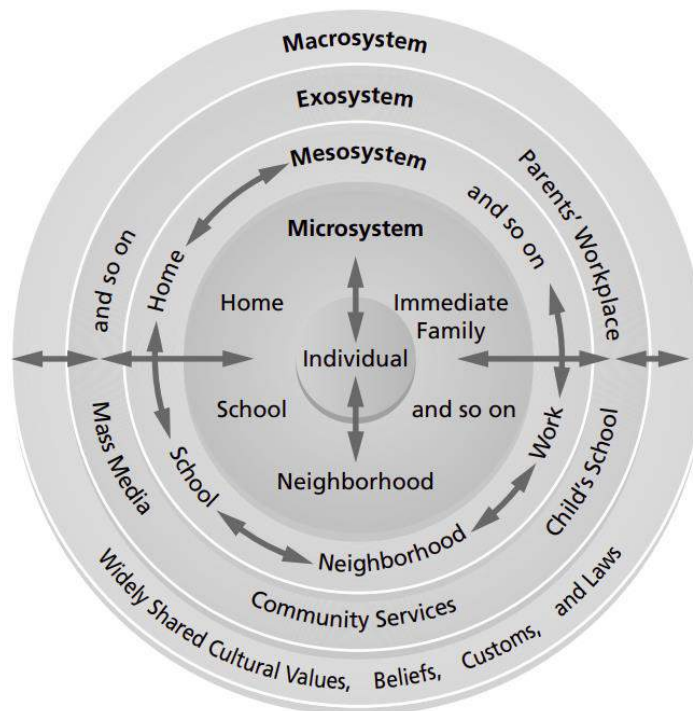 Macrosystem
Exosystem
Mesosystem
Microsystem
and so on
Home
and so on
Parents' Workplace
Home
Immediate
Family
Individual
School
and so on
Neighborhood
Mass Media
School
Neighborhood
Work
Child's School
Community Services
Widely Shared Cultural Values, Beliefs, Customs, and Laws